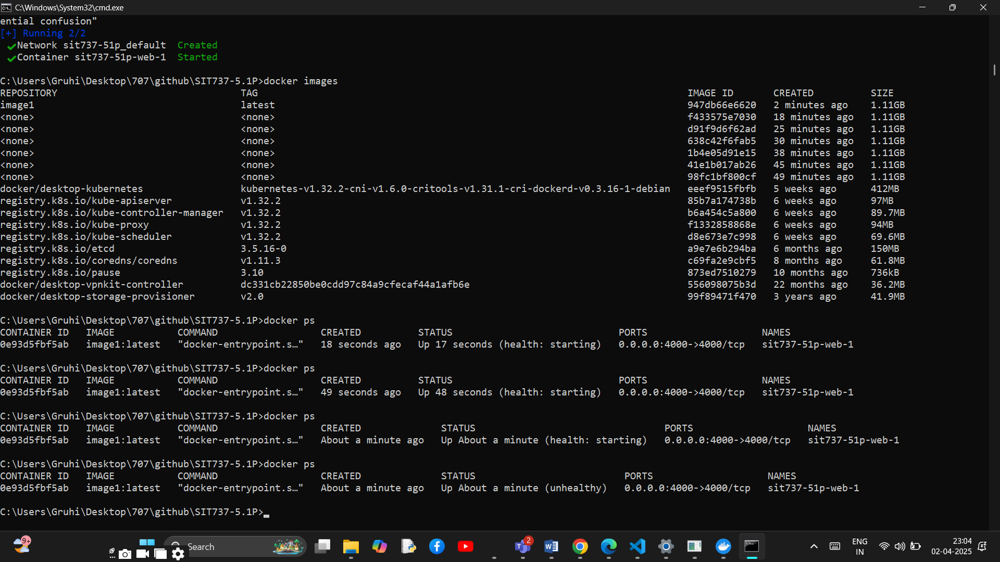 C:\Windows\System32\cmd.exe
ential confusion"
[+] Running 2/2
Network sit737-51p_default Created
Container sit737-51p-web-1 Started
C:\Users\Gruhi\Desktop\707\github\SIT737-5.1P>docker images
REPOSITORY TAG IMAGE ID CREATED SIZE
image1 latest 947db66e6620 2 minutes ago 1.11GB
<none> <none> f433575e7030 18 minutes ago 1.11GB
<none> <none> d91f9d6f62ad 25 minutes ago 1.11GB
<none> <none> 638c42f6fab5 30 minutes ago 1.11GB
<none> <none> 1b4e05d91e15 38 minutes ago 1.11GB
<none> <none> 41e1b017ab26 45 minutes ago 1.11GB
<none> <none> 98fc1bf800cf 49 minutes ago 1.11GB
docker/desktop-kubernetes kubernetes-v1.32.2-cni-v1.6.0-critools-v1.31.1-cri-dockerd-v0.3.16-1-debian eeef9515fbfb 5 weeks ago 412MB
registry.k8s.io/kube-apiserver v1.32.2 85b7a174738b 6 weeks ago 97MB
registry.k8s.io/kube-controller-manager v1.32.2 b6a454c5a800 6 weeks ago 89.7MB
registry.k8s.io/kube-proxy v1.32.2 f1332858868e 6 weeks ago 94MB
registry.k8s.io/kube-scheduler v1.32.2 d8e673e7c998 6 weeks ago 69.6MB
registry.k8s.io/etcd 3.5.16-0 a9e7e6b294ba 6 months ago 150MB
registry.k8s.io/coredns/coredns v1.11.3 c69fa2e9cbf5 8 months ago 61.8MB
registry.k8s.io/pause 3.10 873ed7510279 10 months ago 736kB
docker/desktop-vpnkit-controller dc331cb22850be0cdd97c84a9cfecaf44a1afb6e 556098075b3d 22 months ago 36.2MB
docker/desktop-storage-provisioner v2.0 99f89471f470 3 years ago 41.9MB
C:\Users\Gruhi\Desktop\707\github\SIT737-5.1P>docker ps
CONTAINER ID IMAGE COMMAND CREATED STATUS PORTS NAMES
0e93d5fbf5ab image1:latest "docker-entrypoint.s…" 18 seconds ago Up 17 seconds (health: starting) 0.0.0.0:4000->4000/tcp sit737-51p-web-1
C:\Users\Gruhi\Desktop\707\github\SIT737-5.1P>docker ps
CONTAINER ID IMAGE COMMAND CREATED STATUS PORTS NAMES
0e93d5fbf5ab image1:latest "docker-entrypoint.s…" 49 seconds ago Up 48 seconds (health: starting) 0.0.0.0:4000->4000/tcp sit737-51p-web-1
C:\Users\Gruhi\Desktop\707\github\SIT737-5.1P>docker ps
CONTAINER ID IMAGE COMMAND CREATED STATUS PORTS NAMES
0e93d5fbf5ab image1:latest "docker-entrypoint.s…" About a minute ago Up About a minute (health: starting) 0.0.0.0:4000->4000/tcp sit737-51p-web-1
C:\Users\Gruhi\Desktop\707\github\SIT737-5.1P>docker ps
CONTAINER ID IMAGE COMMAND CREATED STATUS PORTS NAMES
0e93d5fbf5ab image1:latest "docker-entrypoint.s…" About a minute ago Up About a minute (unhealthy) 0.0.0.0:4000->4000/tcp sit737-51p-web-1
C:\Users\Gruhi\Desktop\707\github\SIT737-5.1P>
9+
Search
2
ENG
IN
23:04
02-04-2025